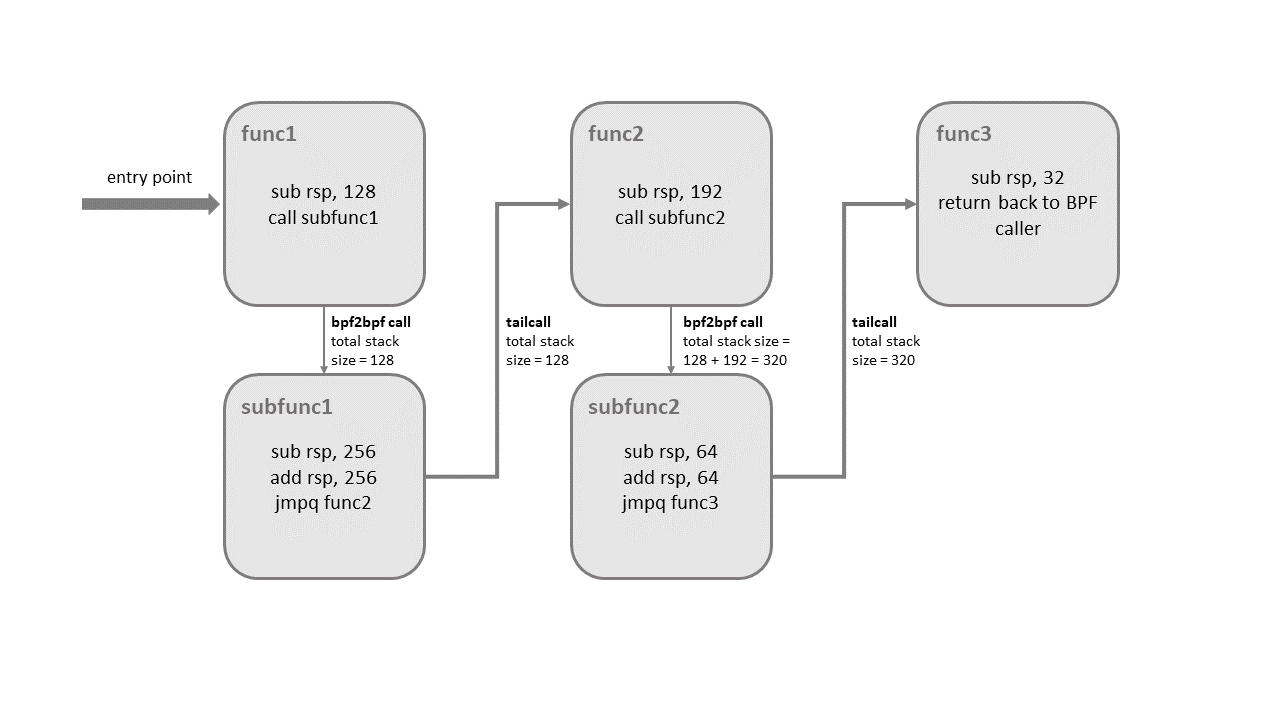 entry point
func1
sub rsp, 128
call subfunc1
bpf2bpf call
total stack
size = 128
subfunc1
sub rsp, 256
add rsp, 256
jmpq func2
tailcall
total stack
size = 128
func2
sub rsp, 192
call subfunc2
bpf2bpf call
total stack size =
128 + 192 = 320
subfunc2
sub rsp, 64
add rsp, 64
jmpq func3
tailcall
total stack
size = 320
func3
sub rsp, 32
return back to BPF
caller